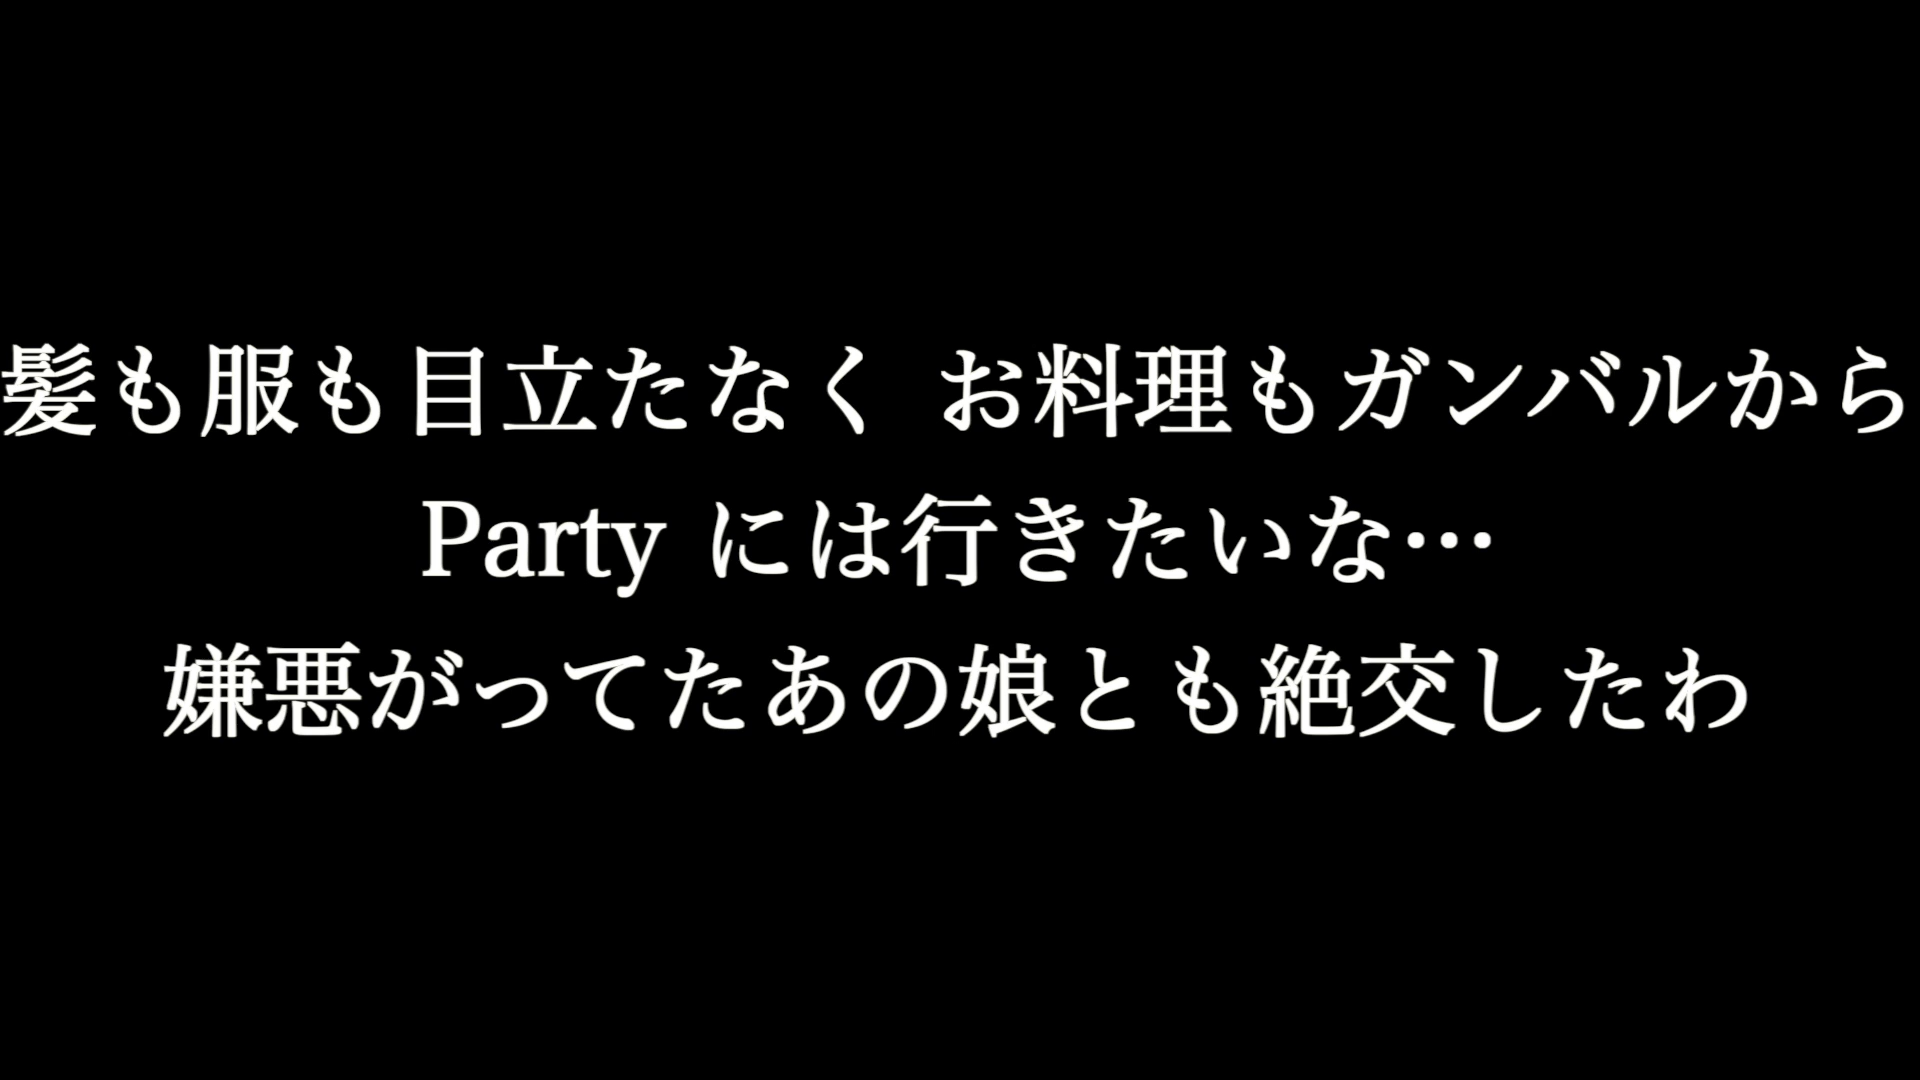 髪も服も目立たなく お料理もガンバルから
Party には行きたいな…
嫌悪がってたあの娘とも絶交したわ